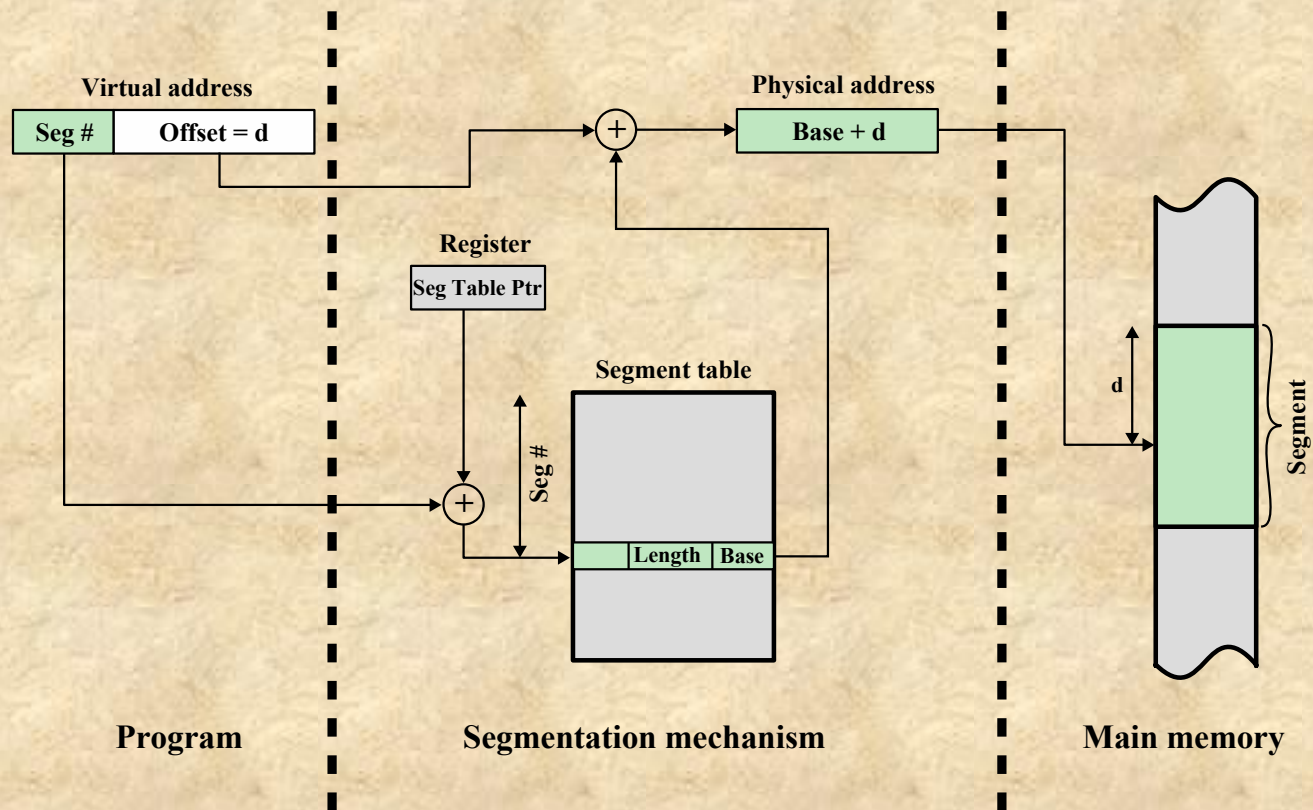 Virtual address
Seg #
Offset = d
Physical address
Base + d
+
Register
Seg Table Ptr
Segment table
Seg #
+
Length
Base
d
Segment
Program
Segmentation mechanism
Main memory